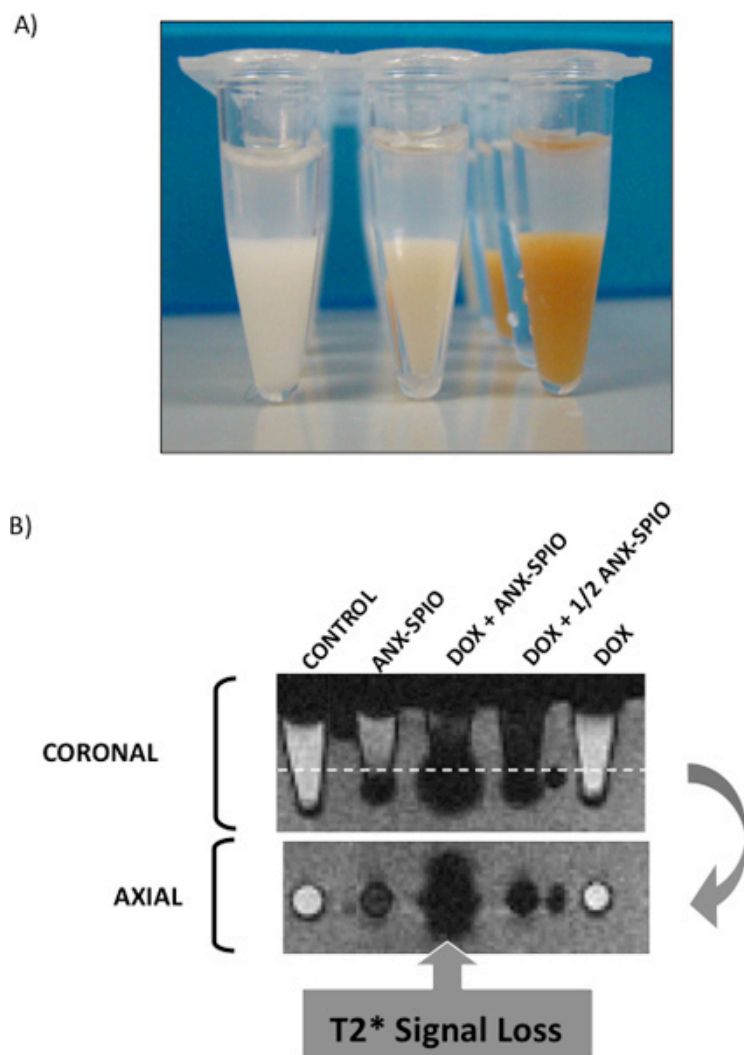 A)
B)
CONTROL
ANX-SPIO
DOX + ANX-SPIO
DOX + 1/2 ANX-SPIO
DOX
CORONAL
AXIAL
T2* Signal Loss